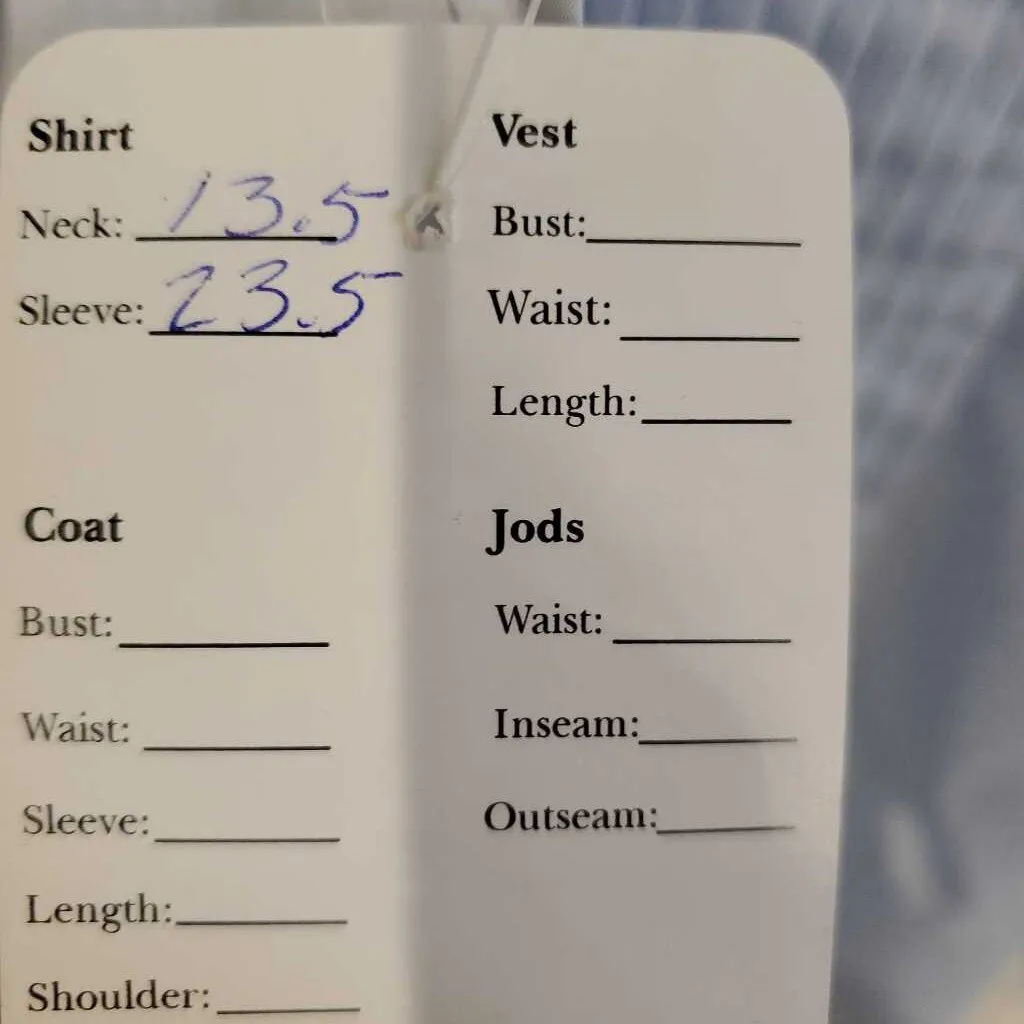 Shirt
Neck: 13.5
Sleeve: 23.5
Coat
Bust:
Waist:
Sleeve:
Length:
Shoulder:
Vest
Bust:
Waist:
Length:
Jods
Waist:
Inseam:
Outseam: